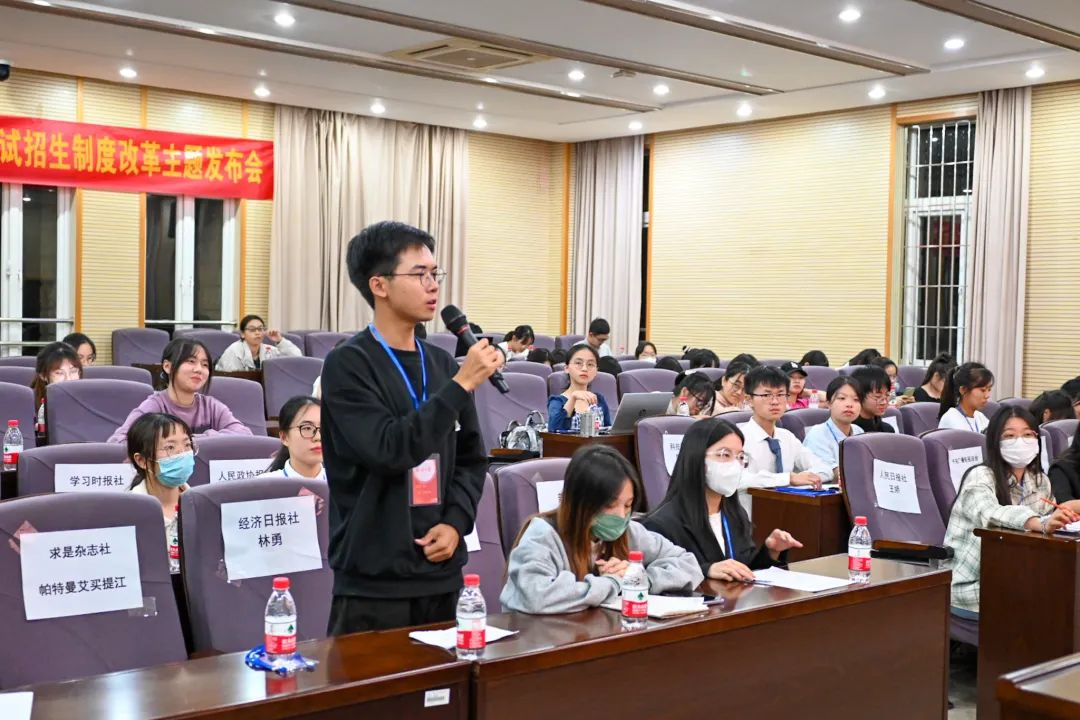 试招生制度改革主题发布会
学习时报社
人民政协报
求是杂志社
帕特曼艾买提江
经济日报社
林勇
人民日报社
王娇